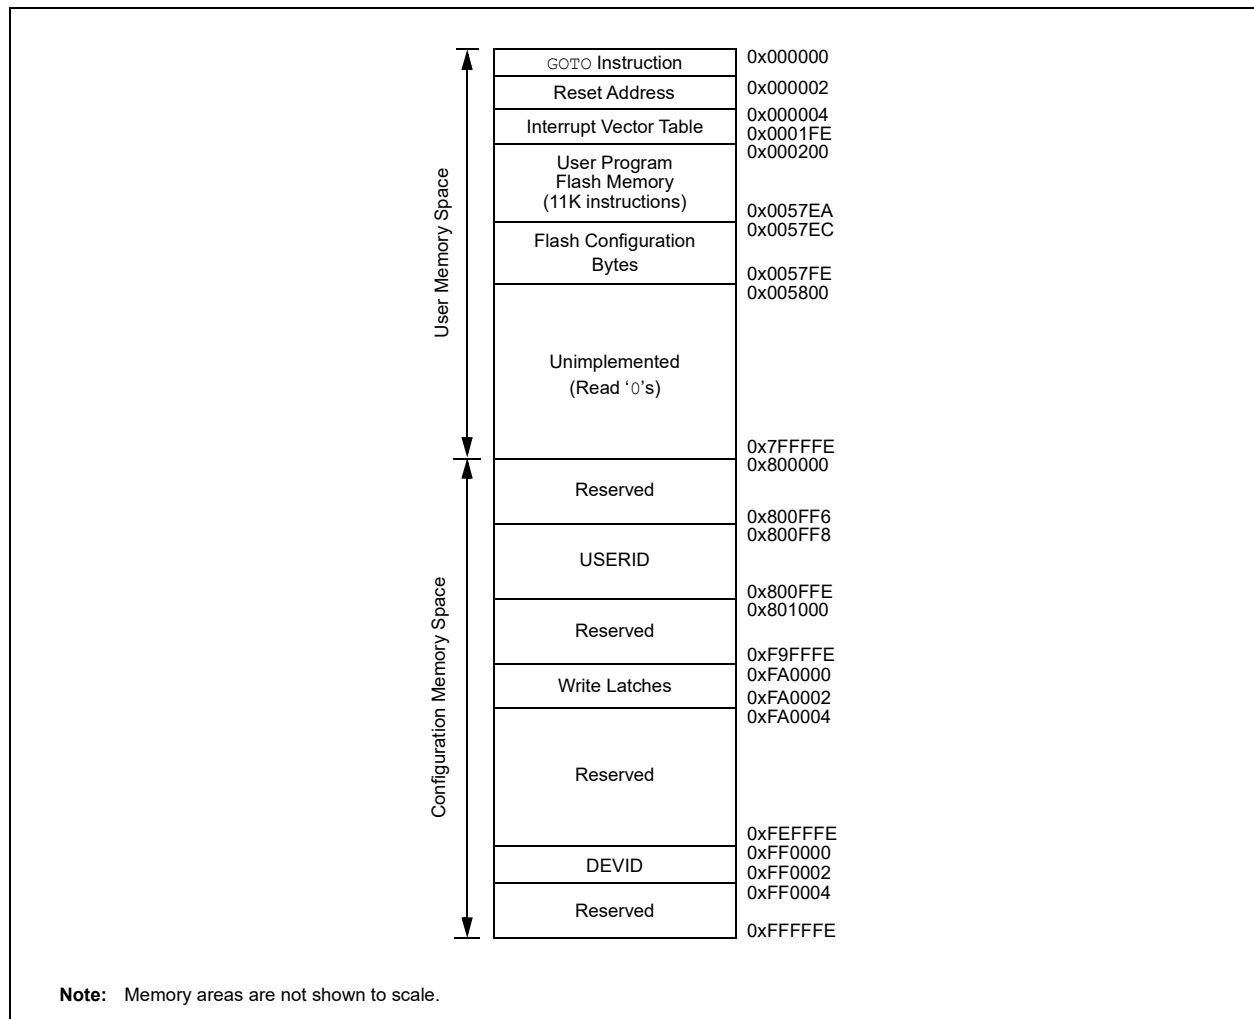 GOTO Instruction
0x000000
Reset Address
0x000002
Interrupt Vector Table
0x000004
0x0001FE
User Program
Flash Memory
(11K instructions)
0x000200
0x0057EA
Flash Configuration
Bytes
0x0057EC
0x0057FE
Unimplemented
(Read ‘0’s)
0x005800
0x7FFFFE
User Memory Space
Reserved
0x800000
0x800FF6
USERID
0x800FF8
0x800FFE
Reserved
0x801000
0xF9FFFE
Write Latches
0xFA0000
0xFA0002
Reserved
0xFA0004
0xFEFFFE
DEVID
0xFF0000
0xFF0002
Reserved
0xFF0004
0xFFFFFE
Configuration Memory Space
Note: Memory areas are not shown to scale.